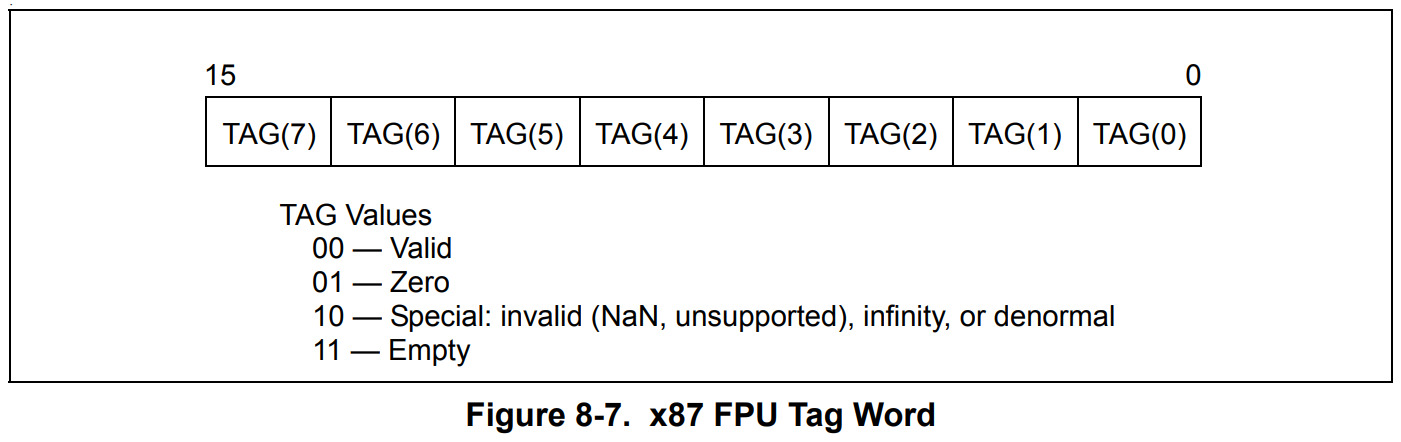 15 0
TAG(7) TAG(6) TAG(5) TAG(4) TAG(3) TAG(2) TAG(1) TAG(0)
TAG Values
00 — Valid
01 — Zero
10 — Special: invalid (NaN, unsupported), infinity, or denormal
11 — Empty
Figure 8-7. x87 FPU Tag Word